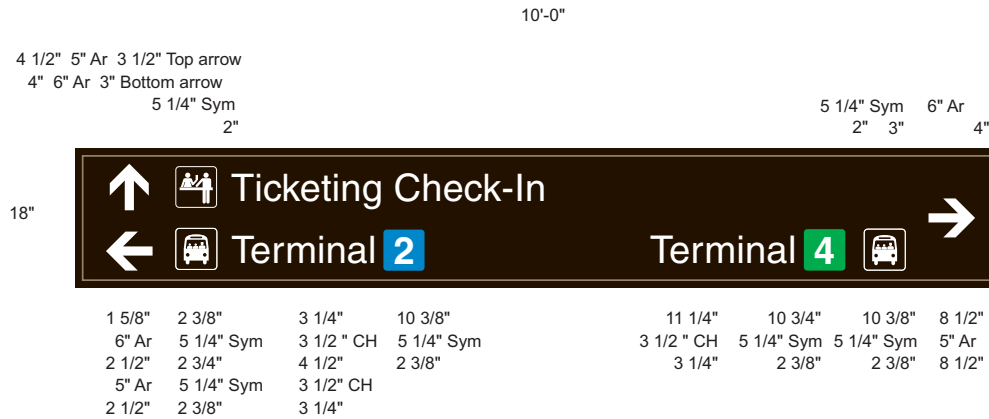 10'-0"
4 1/2" 5" Ar 3 1/2" Top arrow
4" 6" Ar 3" Bottom arrow
5 1/4" Sym
2"
5 1/4" Sym 6" Ar
2" 3" 4"
18"
Ticketing Check-In
Terminal 2 Terminal 4
1 5/8" 2 3/8" 3 1/4" 10 3/8" 11 1/4" 10 3/4" 10 3/8" 8 1/2"
6" Ar 5 1/4" Sym 3 1/2 " CH 5 1/4" Sym 3 1/2 " CH 5 1/4" Sym 5 1/4" Sym 5" Ar
2 1/2" 2 3/4" 4 1/2" 2 3/8" 3 1/4" 2 3/8" 2 3/8" 8 1/2"
5" Ar 5 1/4" Sym 3 1/2" CH
2 1/2" 2 3/8" 3 1/4"